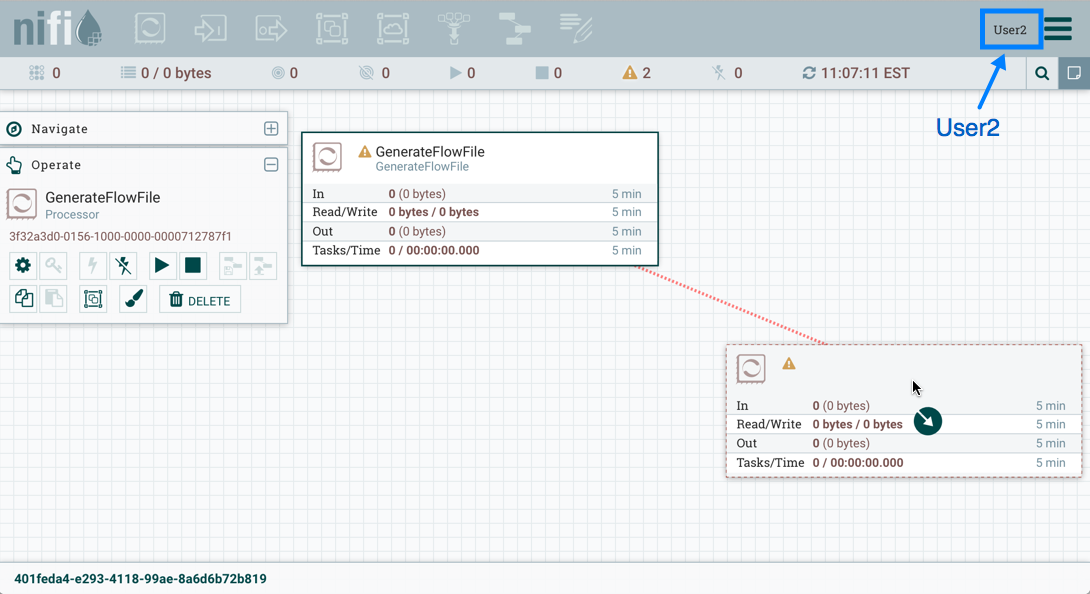 nifi
User2
0
0 / 0 bytes
0
0
0
0
2
0
11:07:11 EST
User2
Navigate
Operate
GenerateFlowFile
Processor
3f32a3d0-0156-1000-0000-0000712787f1
DELETE
GenerateFlowFile
GenerateFlowFile
In 0 (0 bytes) 5 min
Read/Write 0 bytes / 0 bytes 5 min
Out 0 (0 bytes) 5 min
Tasks/Time 0 / 00:00:00.000 5 min
In 0 (0 bytes) 5 min
Read/Write 0 bytes / 0 bytes 5 min
Out 0 (0 bytes) 5 min
Tasks/Time 0 / 00:00:00.000 5 min
401feda4-e293-4118-99ae-8a6d6b72b819